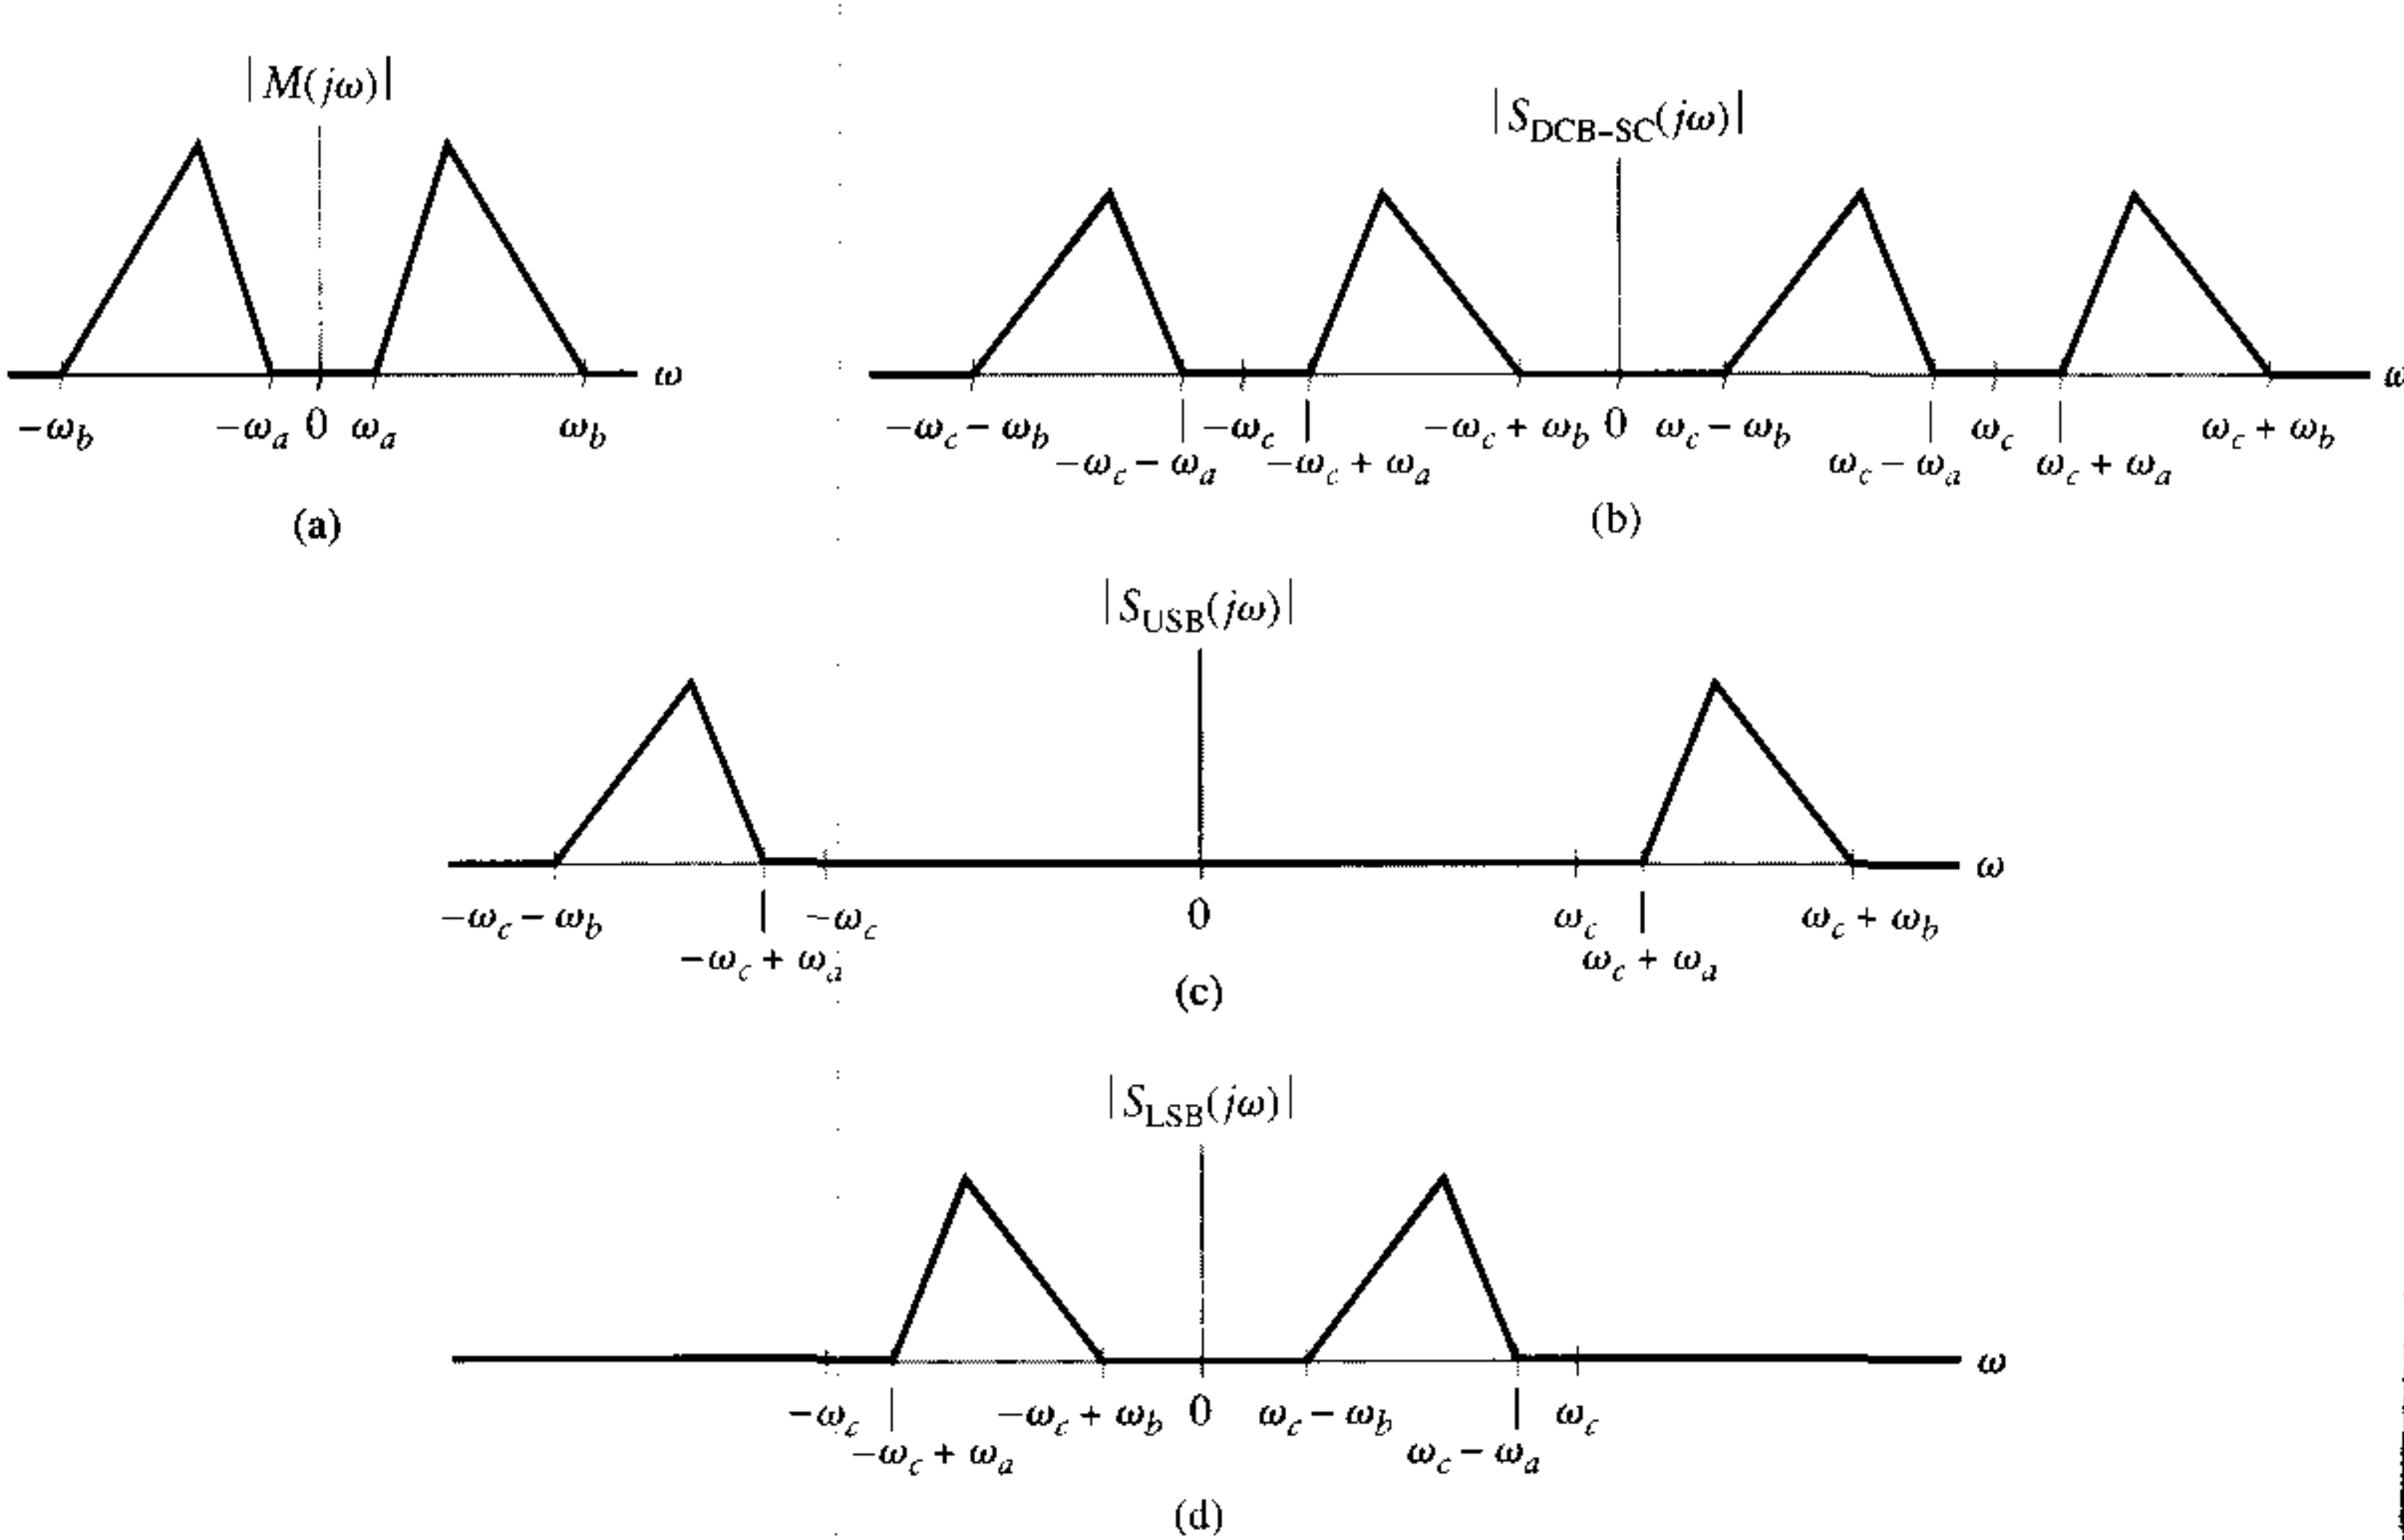 |M(jω)|
ω
-ω_b -ω_a 0 ω_a ω_b
(a)
|S_DCB-SC(jω)|
ω
-ω_c - ω_b -ω_c -ω_c + ω_b 0 ω_c - ω_b ω_c ω_c + ω_b
-ω_c - ω_a -ω_c + ω_a ω_c - ω_a ω_c + ω_a
(b)
|S_USB(jω)|
ω
-ω_c - ω_b -ω_c 0 ω_c ω_c + ω_b
-ω_c + ω_a ω_c + ω_a
(c)
|S_LSB(jω)|
ω
-ω_c -ω_c + ω_b 0 ω_c - ω_b ω_c
-ω_c + ω_a ω_c - ω_a
(d)